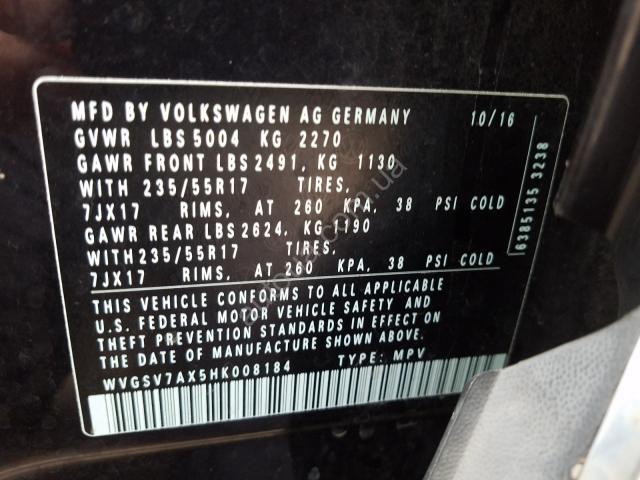 MFD BY VOLKSWAGEN AG GERMANY 10/16
GVWR LBS 5004 KG 2270
GAWR FRONT LBS 2491, KG 1130
WITH 235/55R17 TIRES,
7JX17 RIMS, AT 260 KPA, 38 PSI COLD
GAWR REAR LBS 2624, KG 1190
WITH 235/55R17 TIRES,
7JX17 RIMS, AT 260 KPA, 38 PSI COLD
THIS VEHICLE CONFORMS TO ALL APPLICABLE
U.S. FEDERAL MOTOR VEHICLE SAFETY AND
THEFT PREVENTION STANDARDS IN EFFECT ON
THE DATE OF MANUFACTURE SHOWN ABOVE.
WVGSV7AX5HK008184 TYPE: MPV
6385135 3238